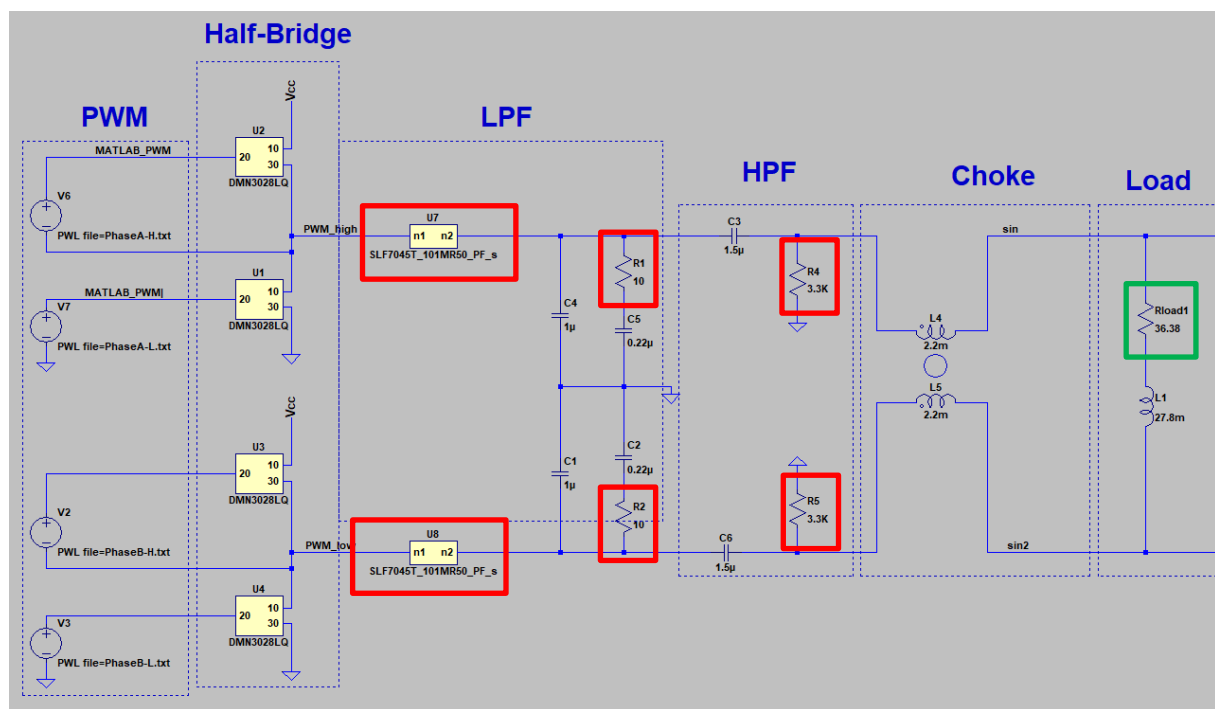 Half-Bridge
PWM
LPF
HPF
Choke
Load
Vcc
U2
MATLAB_PWM
20
10
30
DMN3028LQ
V6
PWL file=PhaseA-H.txt
PWM_high
U7
n1 n2
SLF7045T_101MR50_PF_s
U1
MATLAB_PWM|
20
10
30
DMN3028LQ
V7
PWL file=PhaseA-L.txt
C4
1µ
R1
10
C5
0.22µ
C3
1.5µ
R4
3.3K
L4
2.2m
sin
Rload1
36.38
L5
2.2m
L1
27.8m
Vcc
U3
20
10
30
DMN3028LQ
V2
PWL file=PhaseB-H.txt
PWM_low
U8
n1 n2
SLF7045T_101MR50_PF_s
C1
1µ
C2
0.22µ
R2
10
C6
1.5µ
R5
3.3K
sin2
U4
20
10
30
DMN3028LQ
V3
PWL file=PhaseB-L.txt